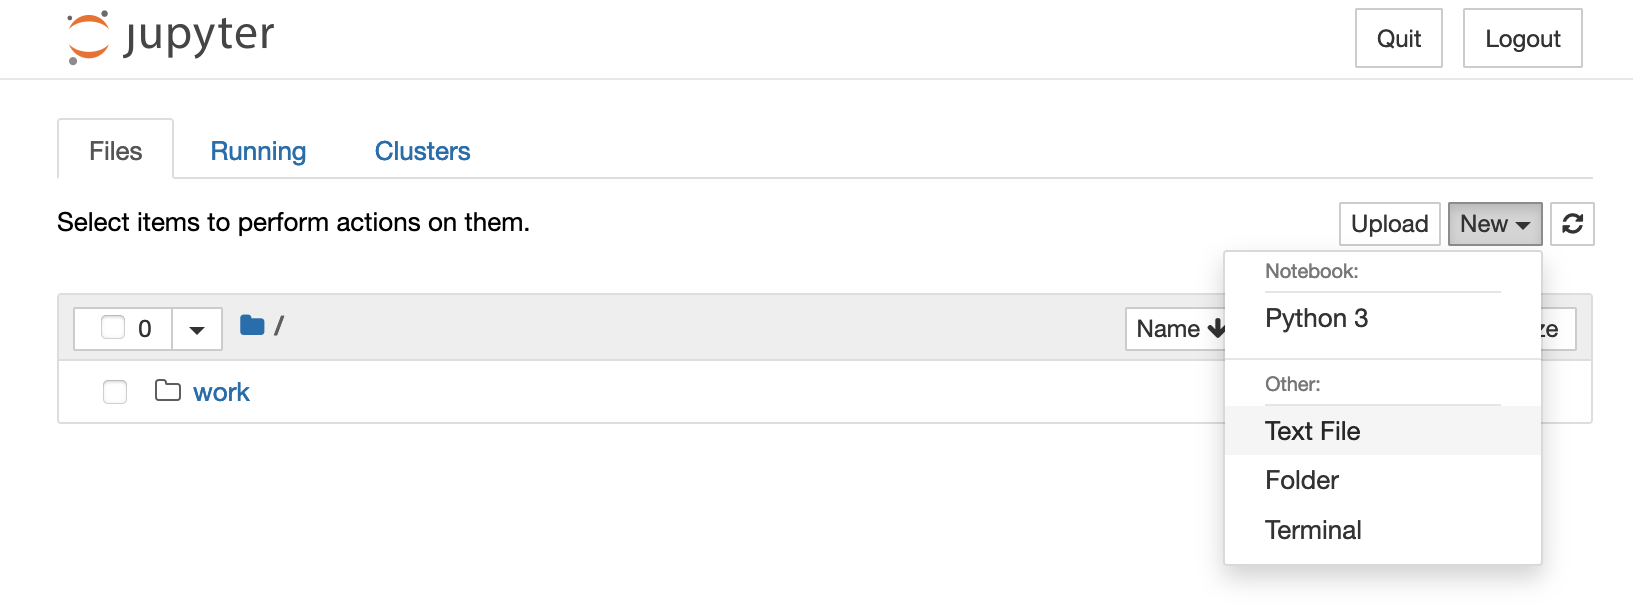 jupyter
Quit
Logout
Files
Running
Clusters
Select items to perform actions on them.
Upload
New
0
/
Name
ze
work
Notebook:
Python 3
Other:
Text File
Folder
Terminal